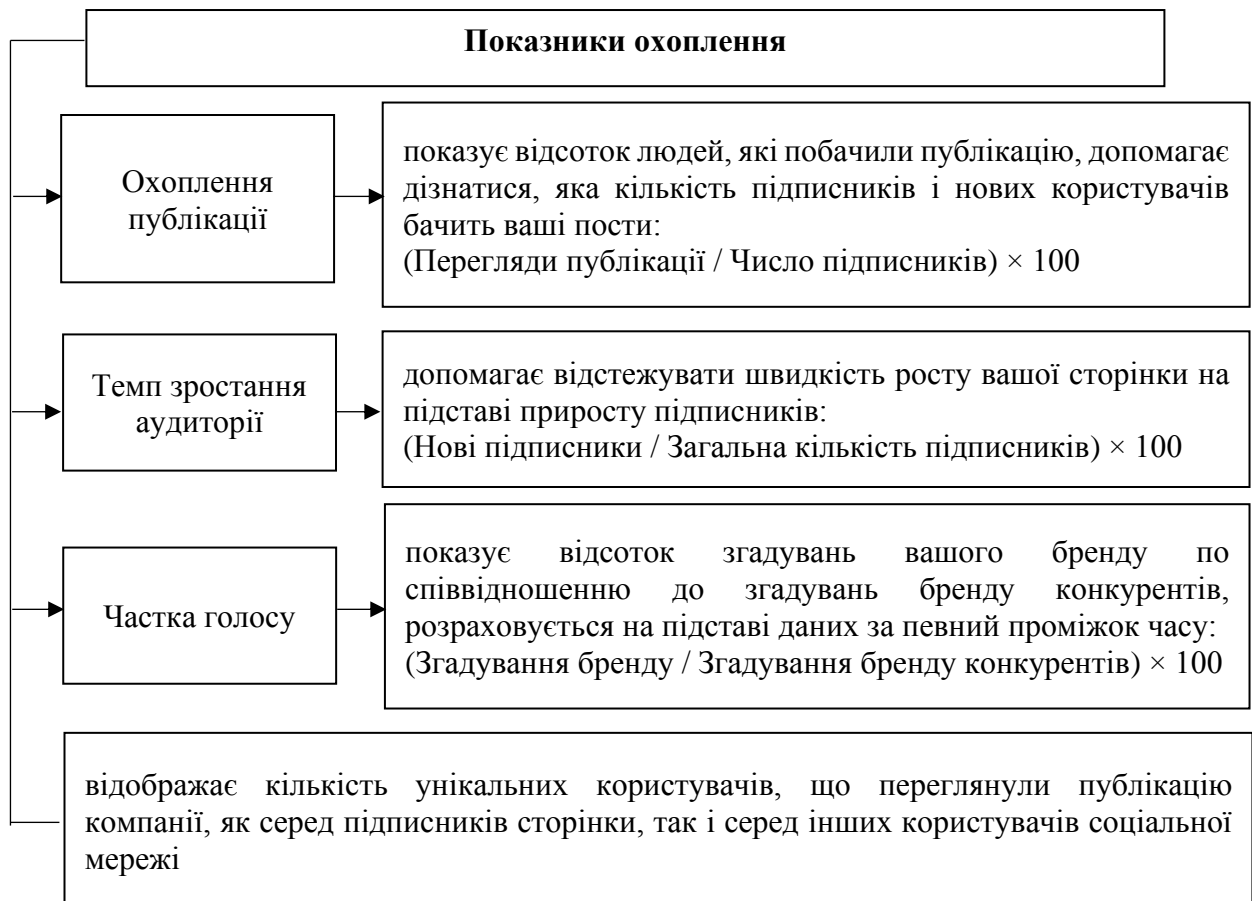 Показники охоплення
Охоплення
публікації
показує відсоток людей, які побачили публікацію, допомагає
дізнатися, яка кількість підписників і нових користувачів
бачить ваші пости:
(Перегляди публікації / Число підписників) × 100
Темп зростання
аудиторії
допомагає відстежувати швидкість росту вашої сторінки на
підставі приросту підписників:
(Нові підписники / Загальна кількість підписників) × 100
Частка голосу
показує відсоток згадувань вашого бренду по
співвідношенню до згадувань бренду конкурентів,
розраховується на підставі даних за певний проміжок часу:
(Згадування бренду / Згадування бренду конкурентів) × 100
відображає кількість унікальних користувачів, що переглянули публікацію
компанії, як серед підписників сторінки, так і серед інших користувачів соціальної
мережі